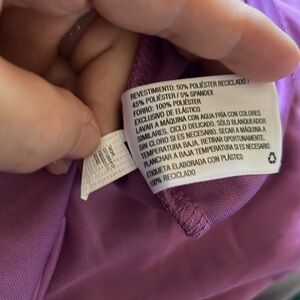 REVESTIMIENTO: 50% POLIÉSTER RECICLADO /
45% POLIÉSTER / 5% SPANDEX
FORRO: 100% POLIÉSTER
EXCLUSIVO DE ELÁSTICO
LAVAR A MÁQUINA CON AGUA FRÍA CON COLORES
SIMILARES. CICLO DELICADO. SÓLO BLANQUEADOR
SIN CLORO SI ES NECESARIO. SECAR A MÁQUINA A
TEMPERATURA BAJA. RETIRAR OPORTUNAMENTE.
PLANCHAR A BAJA TEMPERATURA SI ES NECESARIO.
ETIQUETA ELABORADA CON PLÁSTICO
100% RECICLADO